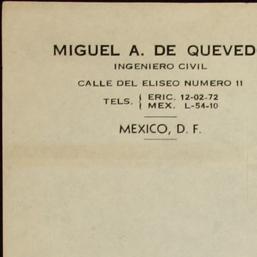 MIGUEL A. DE QUEVED
INGENIERO CIVIL
CALLE DEL ELISEO NUMERO 11
TELS. { ERIC. 12-02-72
MEX. L-54-10
MEXICO, D. F.